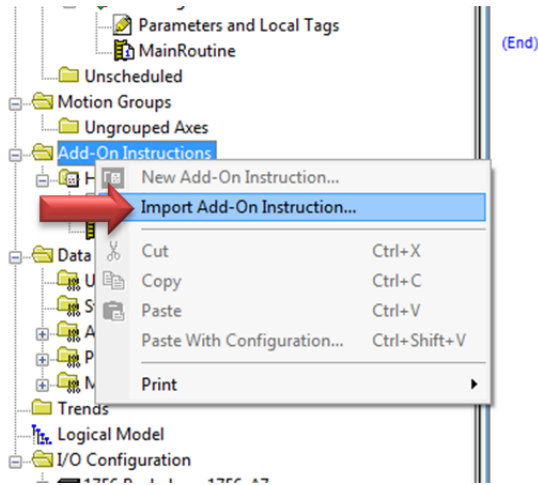 Parameters and Local Tags
(End)
MainRoutine
Unscheduled
Motion Groups
Ungrouped Axes
Add-On Instructions
H
New Add-On Instruction...
Import Add-On Instruction...
Data
Cut Ctrl+X
U
Copy Ctrl+C
S
Paste Ctrl+V
A
Paste With Configuration... Ctrl+Shift+V
P
M
Print
Trends
Logical Model
I/O Configuration